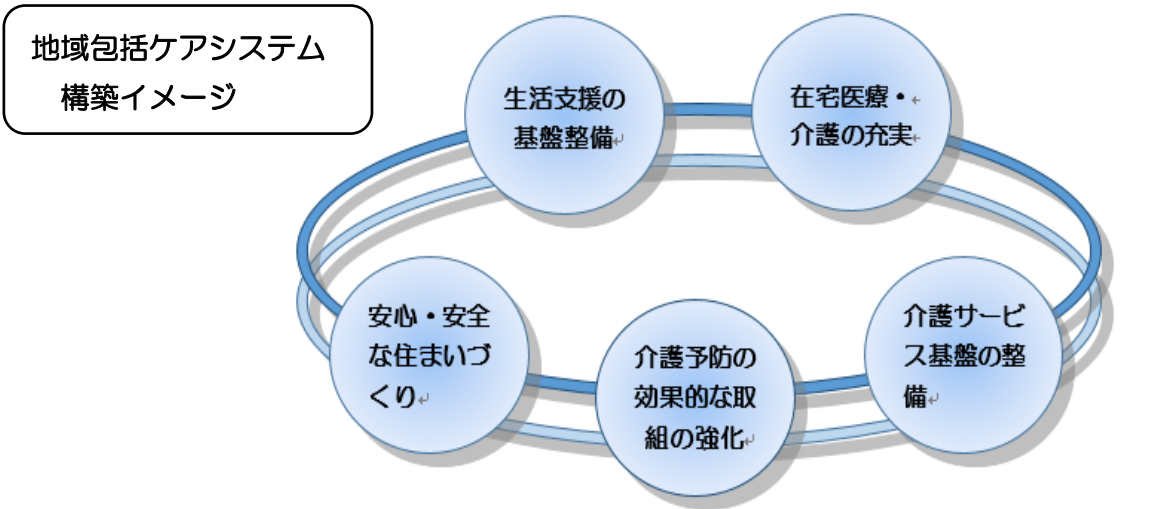 地域包括ケアシステム
構築イメージ
生活支援の
基盤整備
在宅医療・
介護の充実
安心・安全
な住まいづ
くり
介護予防の
効果的な取
組の強化
介護サービ
ス基盤の整
備